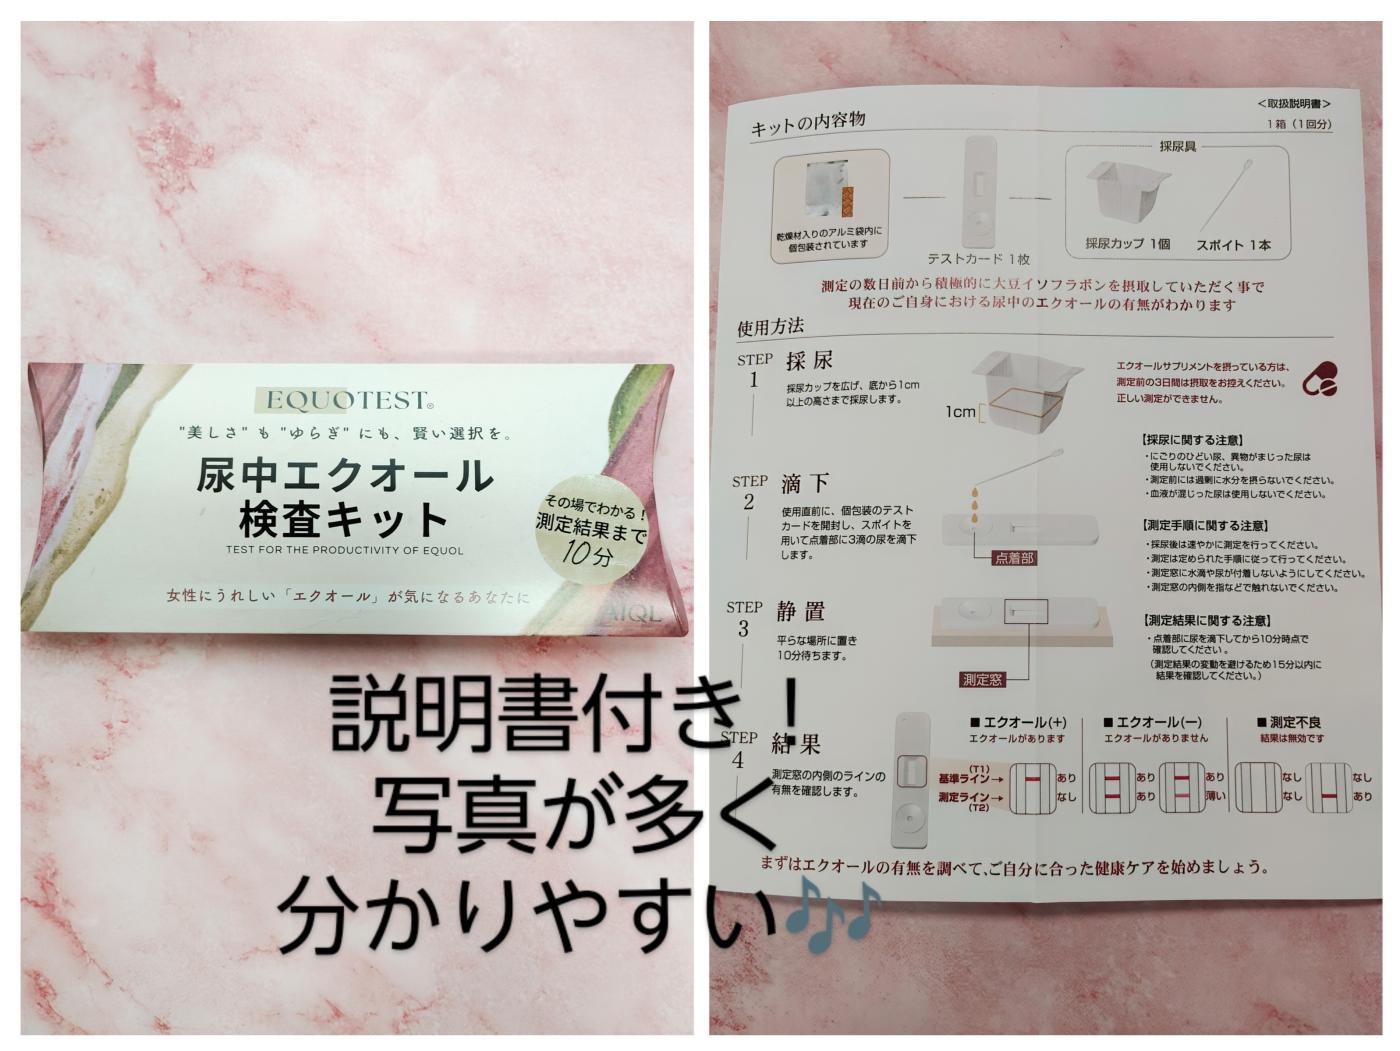 EQUOTEST®
"美しさ"も"ゆらぎ"にも、賢い選択を。
尿中エクオール
検査キット
TEST FOR THE PRODUCTIVITY OF EQUOL
その場でわかる!
測定結果まで
10分
女性にうれしい「エクオール」が気になるあなたに
AIQL
説明書付き！
写真が多く
分かりやすい🎶
<取扱説明書>
キットの内容物
1箱（1回分）
乾燥材入りのアルミ袋内に
個包装されています
テストカード 1枚
採尿具
採尿カップ 1個
スポイト 1本
測定の数日前から積極的に大豆イソフラボンを摂取していただく事で
現在のご自身における尿中のエクオールの有無がわかります
使用方法
STEP 1 採尿
採尿カップを広げ、底から1cm
以上の高さまで採尿します。
1cm
エクオールサプリメントを摂っている方は、
測定前の3日間は摂取をお控えください。
正しい測定ができません。
【採尿に関する注意】
・にごりのひどい尿、異物がまじった尿は
使用しないでください。
・測定前には過剰に水分を摂らないでください。
・血液が混じった尿は使用しないでください。
STEP 2 滴下
使用直前に、個包装のテスト
カードを開封し、スポイトを
用いて点着部に3滴の尿を滴下
します。
点着部
【測定手順に関する注意】
・採尿後は速やかに測定を行ってください。
・測定は定められた手順に従って行ってください。
・測定窓に水滴や尿が付着しないようにしてください。
・測定窓の内側を指などで触れないでください。
STEP 3 静置
平らな場所に置き
10分待ちます。
測定窓
【測定結果に関する注意】
・点着部に尿を滴下してから10分時点で
確認してください。
（測定結果の変動を避けるため15分以内に
結果を確認してください。）
STEP 4 結果
測定窓の内側のラインの
有無を確認します。
■ エクオール(+)
エクオールがあります
■ エクオール(—)
エクオールがありません
■ 測定不良
結果は無効です
(T1)
基準ライン→ あり あり あり なし なし
測定ライン→ なし あり 薄い なし あり
(T2)
まずはエクオールの有無を調べて、ご自分に合った健康ケアを始めましょう。